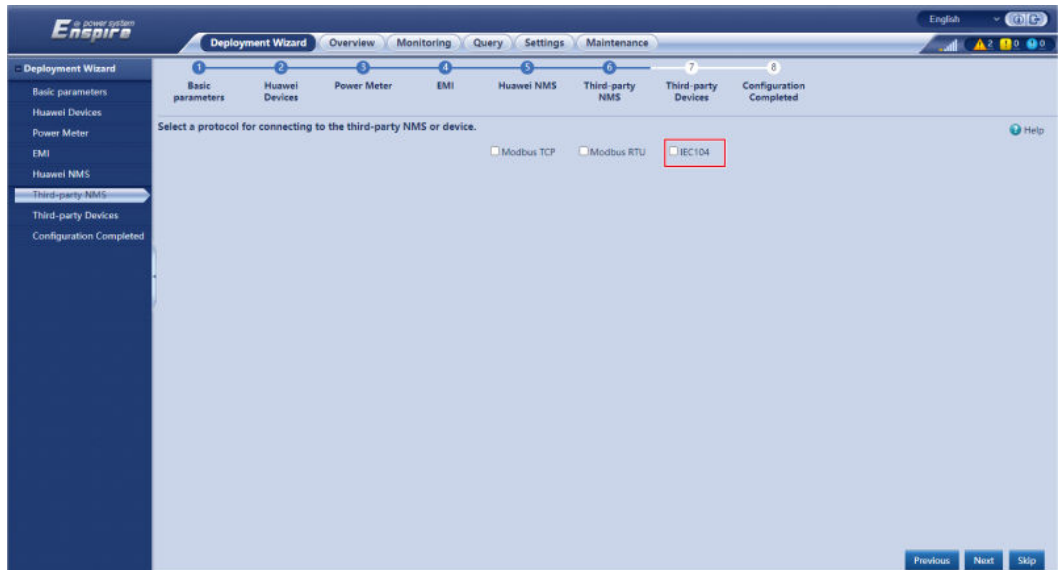 e power system
Enspire
English
Deployment Wizard Overview Monitoring Query Settings Maintenance
2 0 0
Deployment Wizard
Basic parameters
Huawei Devices
Power Meter
EMI
Huawei NMS
Third-party NMS
Third-party Devices
Configuration Completed
1 2 3 4 5 6 7 8
Basic parameters
Huawei Devices
Power Meter
EMI
Huawei NMS
Third-party NMS
Third-party Devices
Configuration Completed
Select a protocol for connecting to the third-party NMS or device.
Help
Modbus TCP Modbus RTU IEC104
Previous Next Skip